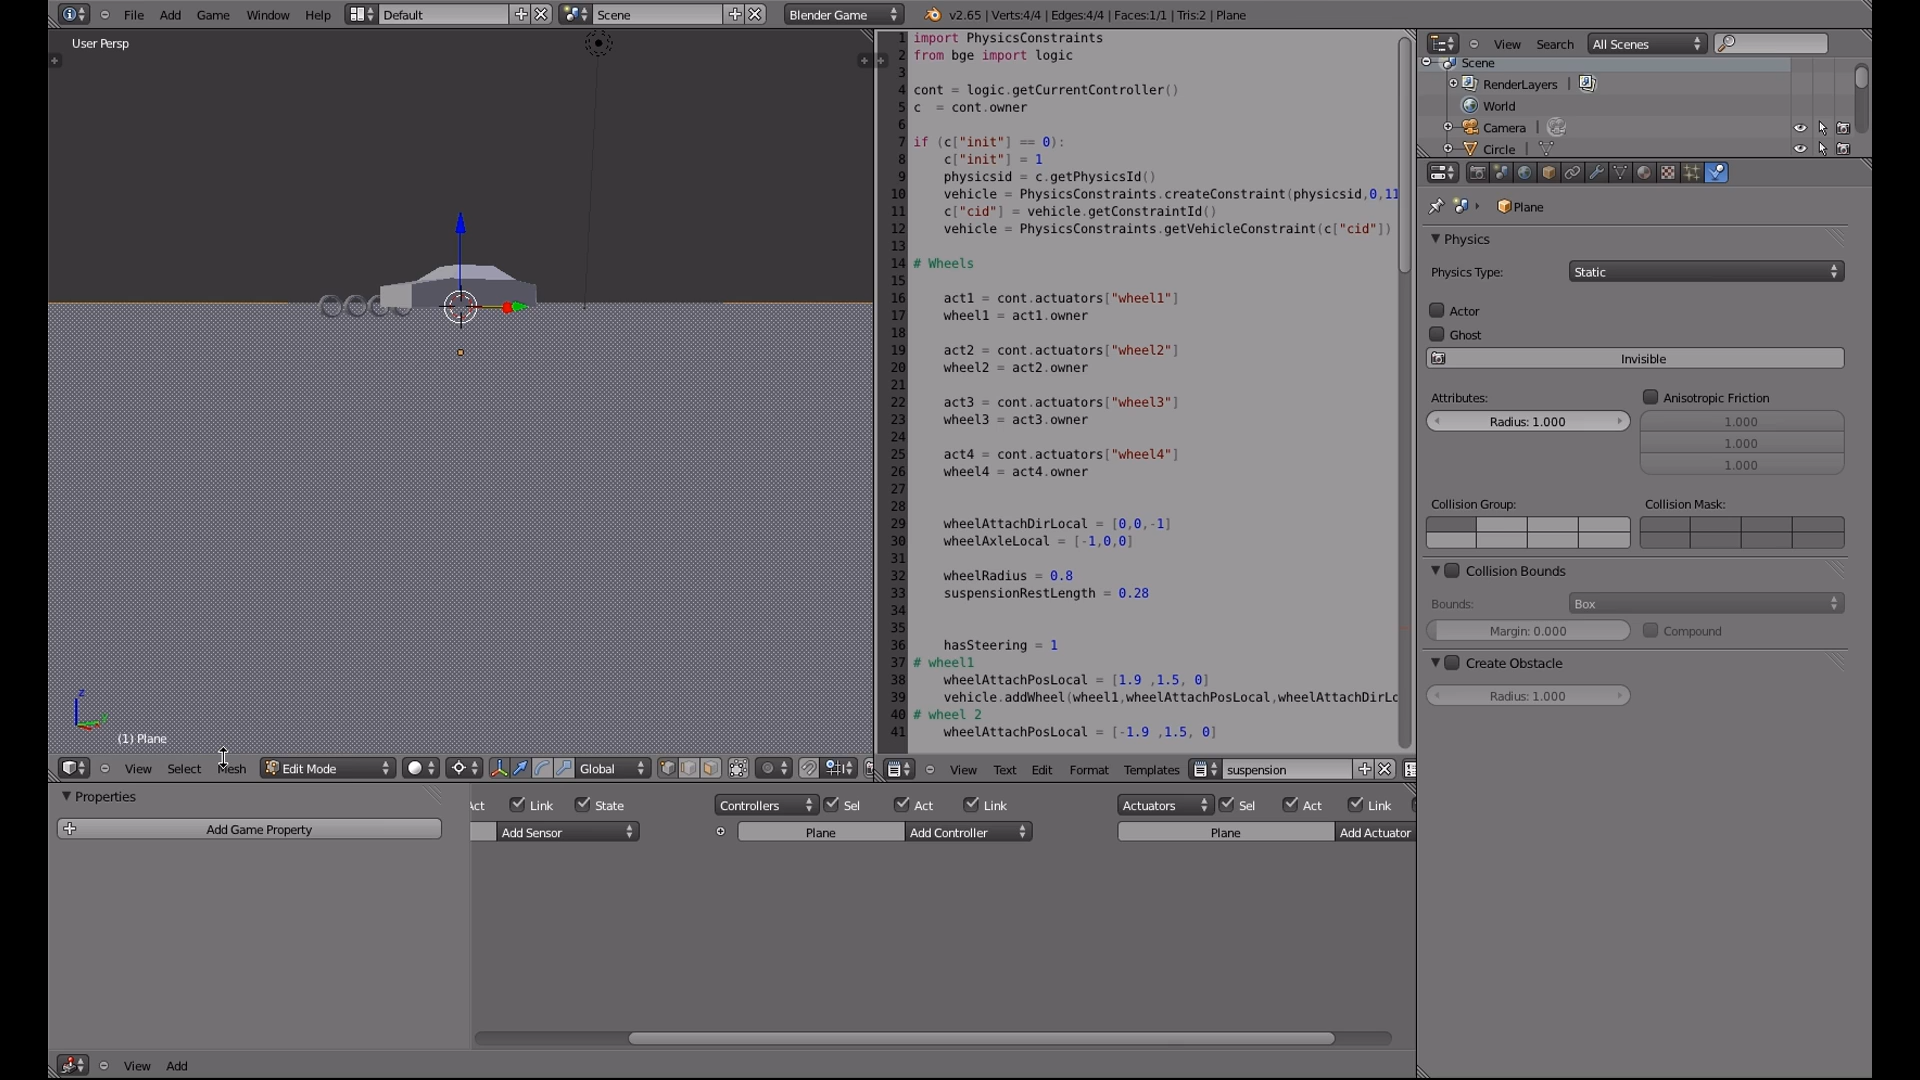 File Add Game Window Help Default Scene Blender Game v2.65 | Verts:4/4 | Edges:4/4 | Faces:1/1 | Tris:2 | Plane
User Persp
z
y
(1) Plane
View Select Mesh Edit Mode Global
1 import PhysicsConstraints
2 from bge import logic
3
4 cont = logic.getCurrentController()
5 c  = cont.owner
6
7 if (c["init"] == 0):
8     c["init"] = 1
9     physicsid = c.getPhysicsId()
10     vehicle = PhysicsConstraints.createConstraint(physicsid,0,11
11     c["cid"] = vehicle.getConstraintId()
12     vehicle = PhysicsConstraints.getVehicleConstraint(c["cid"])
13
14 # Wheels
15
16     act1 = cont.actuators["wheel1"]
17     wheel1 = act1.owner
18
19     act2 = cont.actuators["wheel2"]
20     wheel2 = act2.owner
21
22     act3 = cont.actuators["wheel3"]
23     wheel3 = act3.owner
24
25     act4 = cont.actuators["wheel4"]
26     wheel4 = act4.owner
27
28
29     wheelAttachDirLocal = [0,0,-1]
30     wheelAxleLocal = [-1,0,0]
31
32     wheelRadius = 0.8
33     suspensionRestLength = 0.28
34
35
36     hasSteering = 1
37 # wheel1
38     wheelAttachPosLocal = [1.9 ,1.5, 0]
39     vehicle.addWheel(wheel1,wheelAttachPosLocal,wheelAttachDirLc
40 # wheel 2
41     wheelAttachPosLocal = [-1.9 ,1.5, 0]
View Text Edit Format Templates suspension
View Search All Scenes
Scene
RenderLayers |
World
Camera |
Circle |
Plane
Physics
Physics Type: Static
Actor
Ghost
Invisible
Attributes: Anisotropic Friction
Radius: 1.000 1.000
1.000
1.000
Collision Group: Collision Mask:
Collision Bounds
Bounds: Box
Margin: 0.000 Compound
Create Obstacle
Radius: 1.000
Properties
Add Game Property
Act Link State Controllers Sel Act Link Actuators Sel Act Link
Add Sensor Plane Add Controller Plane Add Actuator
View Add